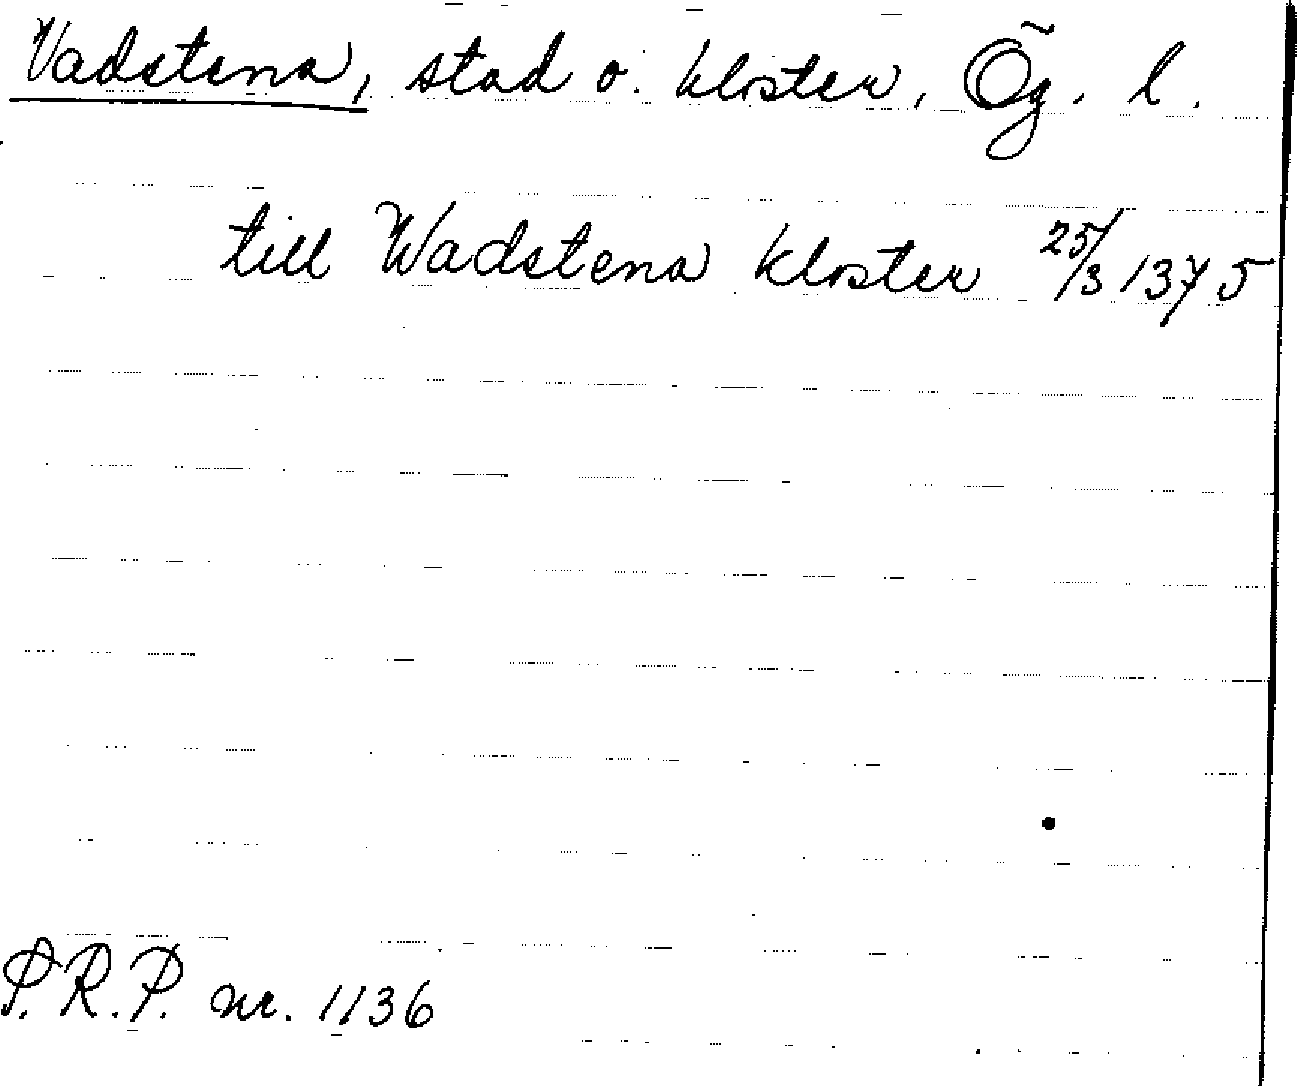 Vadstena, stad o. kloster, Ög. l.
till Wadstena kloster 25/3 1375
P.R.P. nr. 1136